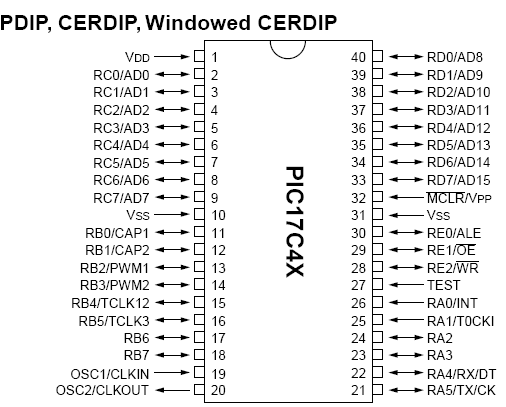 PDIP, CERDIP, Windowed CERDIP
VDD 1 40 RD0/AD8
RC0/AD0 2 39 RD1/AD9
RC1/AD1 3 38 RD2/AD10
RC2/AD2 4 37 RD3/AD11
RC3/AD3 5 36 RD4/AD12
RC4/AD4 6 35 RD5/AD13
RC5/AD5 7 34 RD6/AD14
RC6/AD6 8 33 RD7/AD15
RC7/AD7 9 32 MCLR/VPP
VSS 10 31 VSS
RB0/CAP1 11 30 RE0/ALE
RB1/CAP2 12 29 RE1/OE
RB2/PWM1 13 28 RE2/WR
RB3/PWM2 14 27 TEST
RB4/TCLK12 15 26 RA0/INT
RB5/TCLK3 16 25 RA1/T0CKI
RB6 17 24 RA2
RB7 18 23 RA3
OSC1/CLKIN 19 22 RA4/RX/DT
OSC2/CLKOUT 20 21 RA5/TX/CK
PIC17C4X